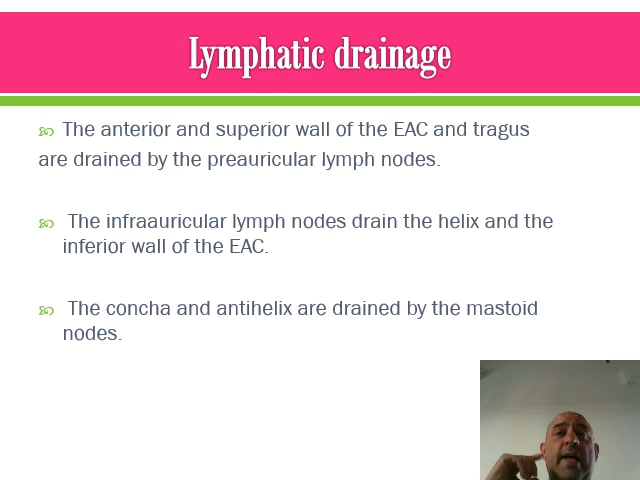 Lymphatic drainage
The anterior and superior wall of the EAC and tragus
are drained by the preauricular lymph nodes.
The infraauricular lymph nodes drain the helix and the
inferior wall of the EAC.
The concha and antihelix are drained by the mastoid
nodes.